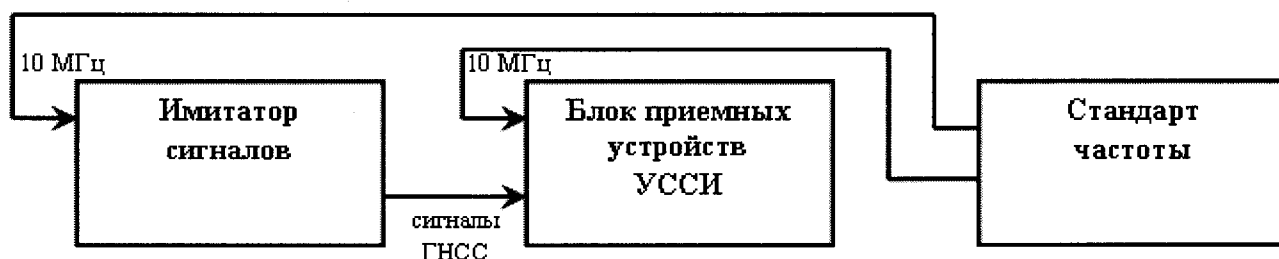 10 МГц
10 МГц
Имитатор
сигналов
Блок приемных
устройств
УССИ
Стандарт
частоты
сигналы
ГНСС